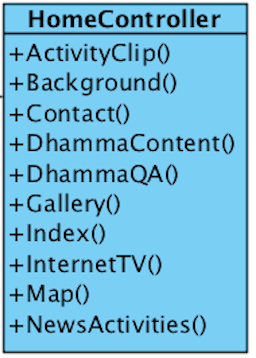 HomeController
+ActivityClip()
+Background()
+Contact()
+DhammaContent()
+DhammaQA()
+Gallery()
+Index()
+InternetTV()
+Map()
+NewsActivities()